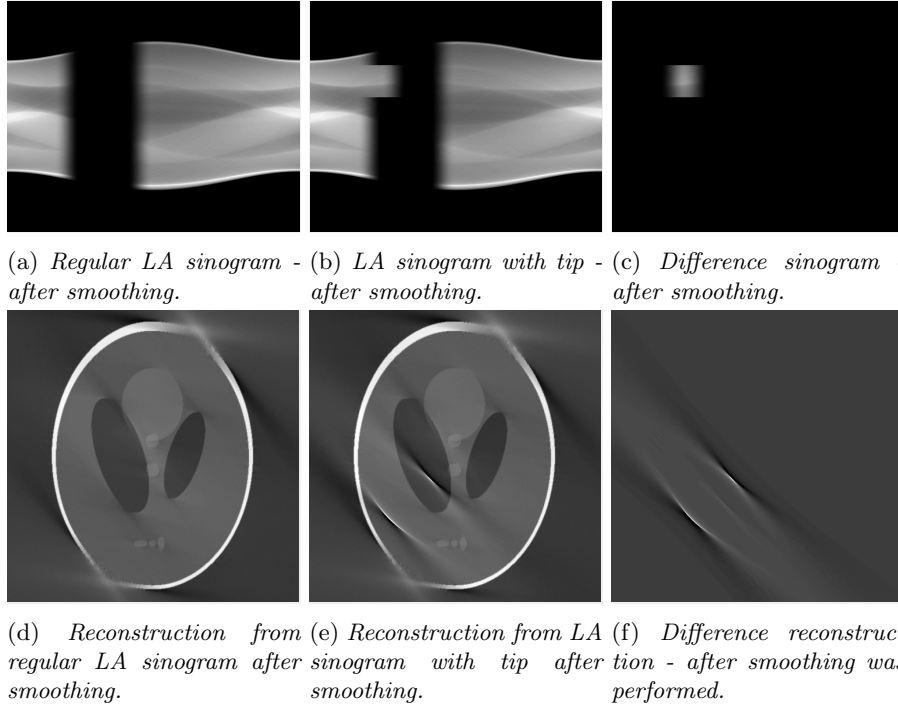 (a) Regular LA sinogram -
after smoothing.
(b) LA sinogram with tip -
after smoothing.
(c) Difference sinogram
after smoothing.
(d) Reconstruction from
regular LA sinogram after
smoothing.
(e) Reconstruction from LA
sinogram with tip after
smoothing.
(f) Difference reconstruc
tion - after smoothing was
performed.